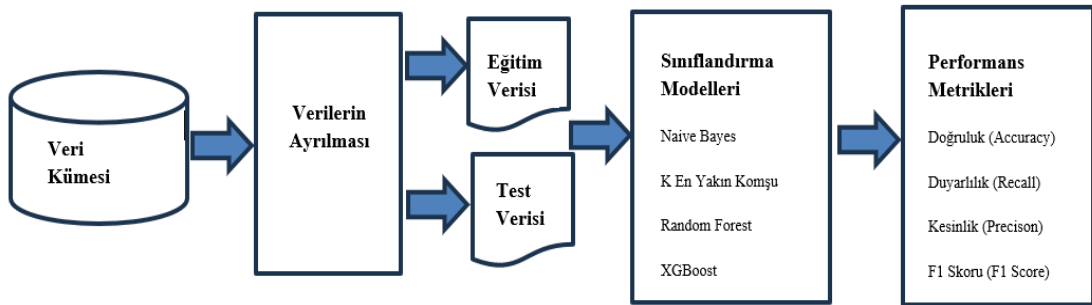 Veri
Kümesi
Verilerin
Ayrılması
Eğitim
Verisi
Test
Verisi
Sınıflandırma
Modelleri
Naive Bayes
K En Yakın Komşu
Random Forest
XGBoost
Performans
Metrikleri
Doğruluk (Accuracy)
Duyarlılık (Recall)
Kesinlik (Precison)
F1 Skoru (F1 Score)